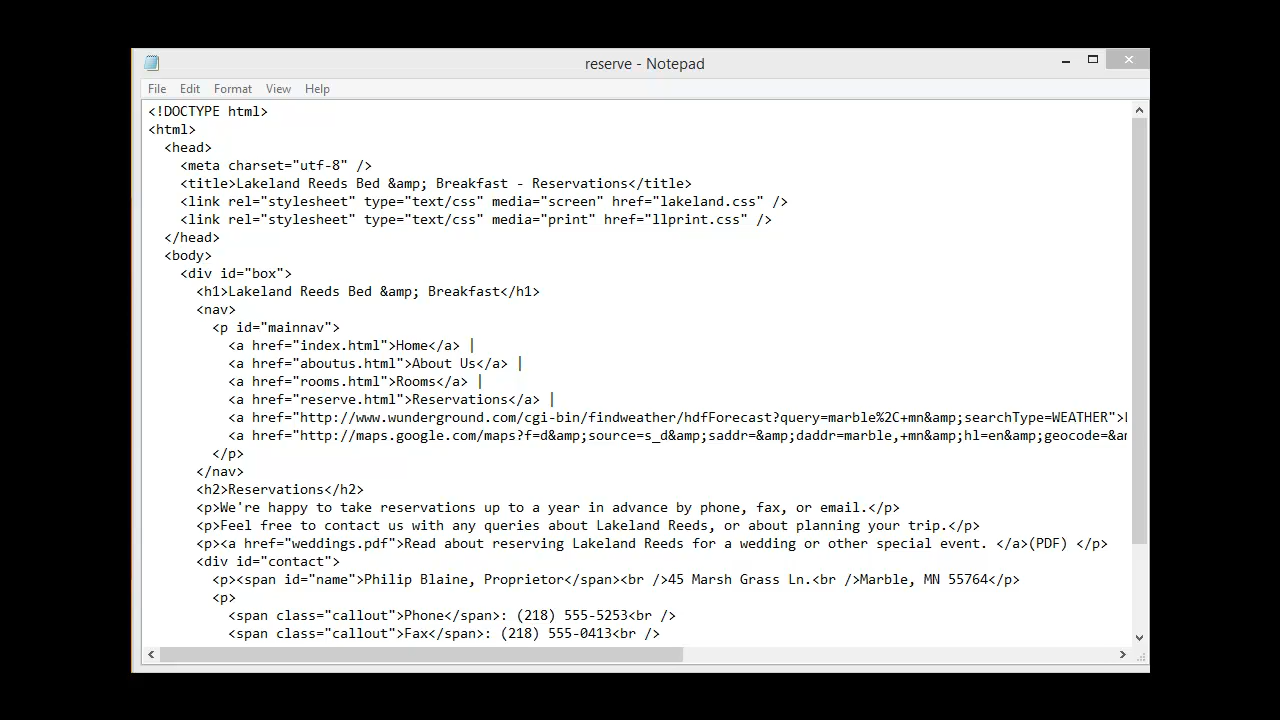 reserve - Notepad
File Edit Format View Help
<!DOCTYPE html>
<html>
<head>
<meta charset="utf-8" />
<title>Lakeland Reeds Bed &amp; Breakfast - Reservations</title>
<link rel="stylesheet" type="text/css" media="screen" href="lakeland.css" />
<link rel="stylesheet" type="text/css" media="print" href="llprint.css" />
</head>
<body>
<div id="box">
<h1>Lakeland Reeds Bed &amp; Breakfast</h1>
<nav>
<p id="mainnav">
<a href="index.html">Home</a> |
<a href="aboutus.html">About Us</a> |
<a href="rooms.html">Rooms</a> |
<a href="reserve.html">Reservations</a> |
<a href="http://www.wunderground.com/cgi-bin/findweather/hdfForecast?query=marble%2C+mn&amp;searchType=WEATHER">
<a href="http://maps.google.com/maps?f=d&amp;source=s_d&amp;saddr=&amp;daddr=marble,+mn&amp;hl=en&amp;geocode=&am
</p>
</nav>
<h2>Reservations</h2>
<p>We're happy to take reservations up to a year in advance by phone, fax, or email.</p>
<p>Feel free to contact us with any queries about Lakeland Reeds, or about planning your trip.</p>
<p><a href="weddings.pdf">Read about reserving Lakeland Reeds for a wedding or other special event. </a>(PDF) </p>
<div id="contact">
<p><span id="name">Philip Blaine, Proprietor</span><br />45 Marsh Grass Ln.<br />Marble, MN 55764</p>
<p>
<span class="callout">Phone</span>: (218) 555-5253<br />
<span class="callout">Fax</span>: (218) 555-0413<br />